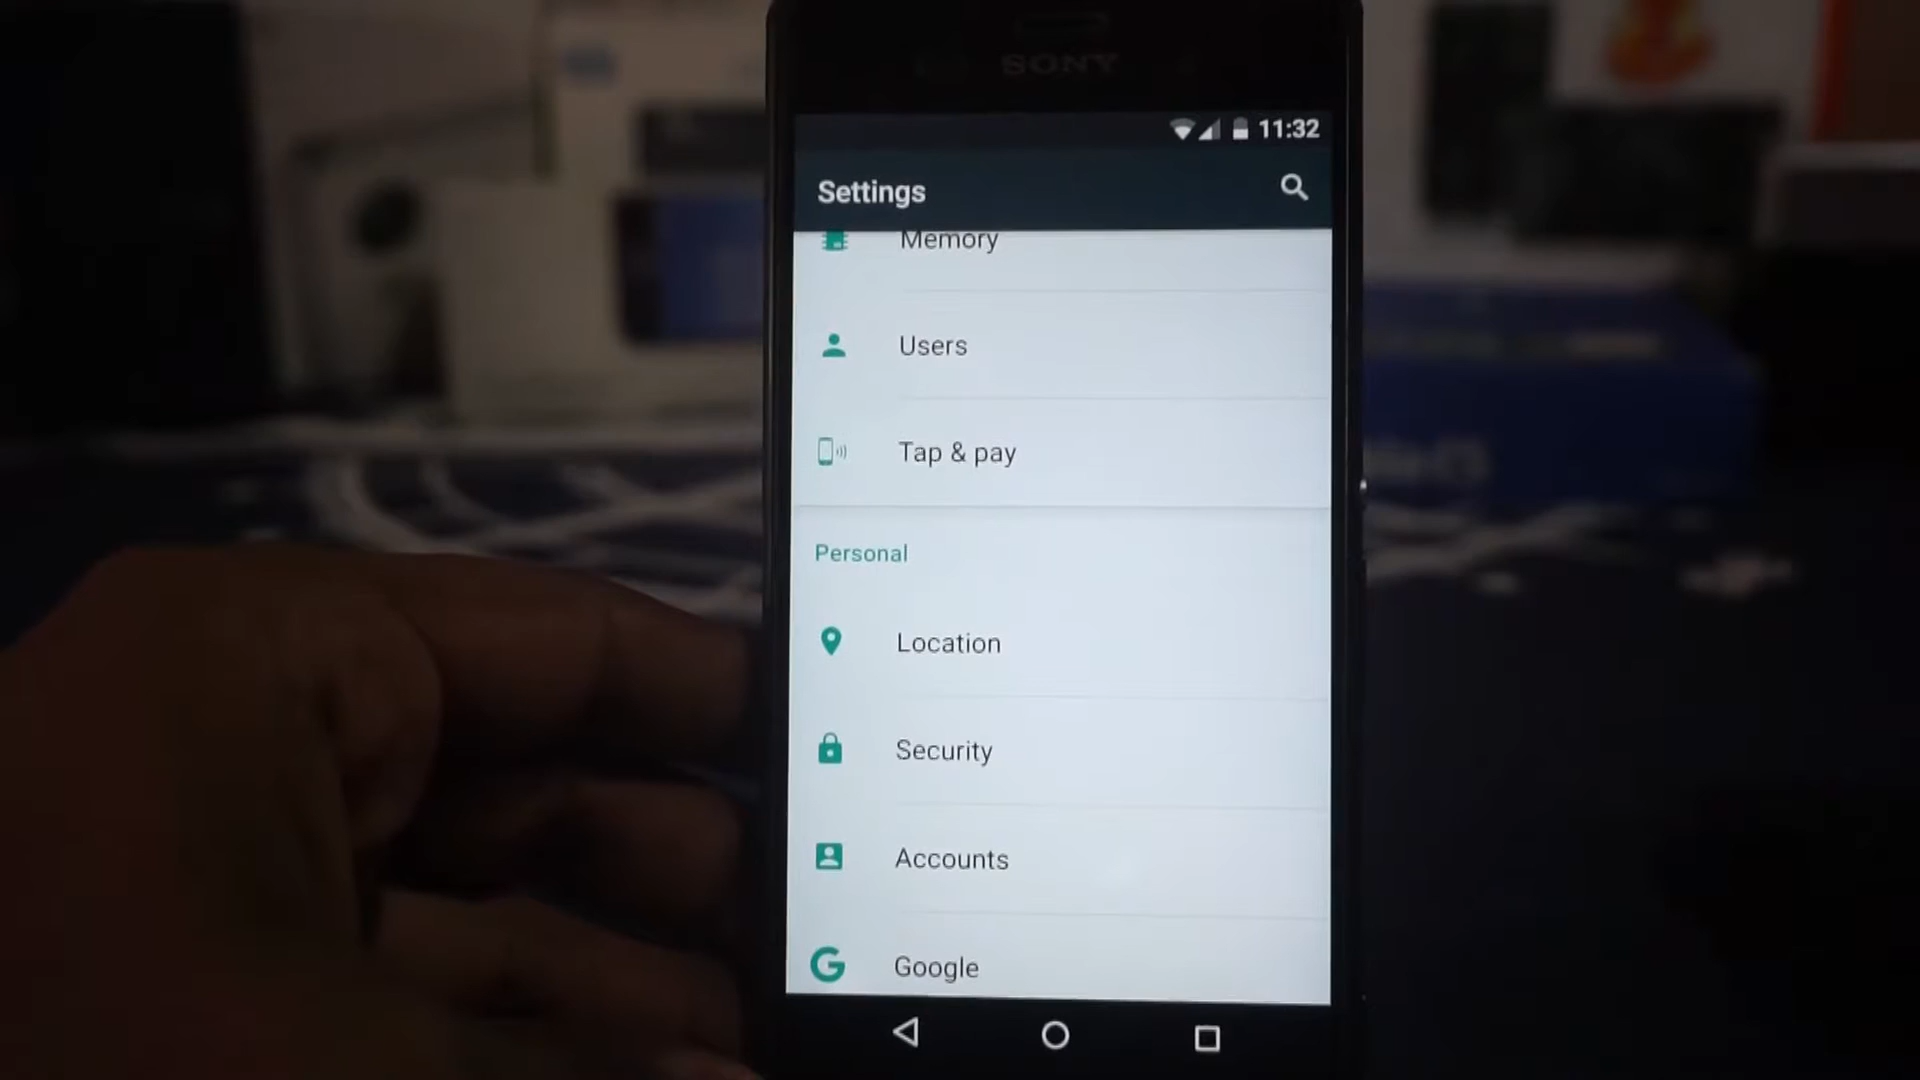 SONY
11:32
Settings
Memory
Users
Tap & pay
Personal
Location
Security
Accounts
Google